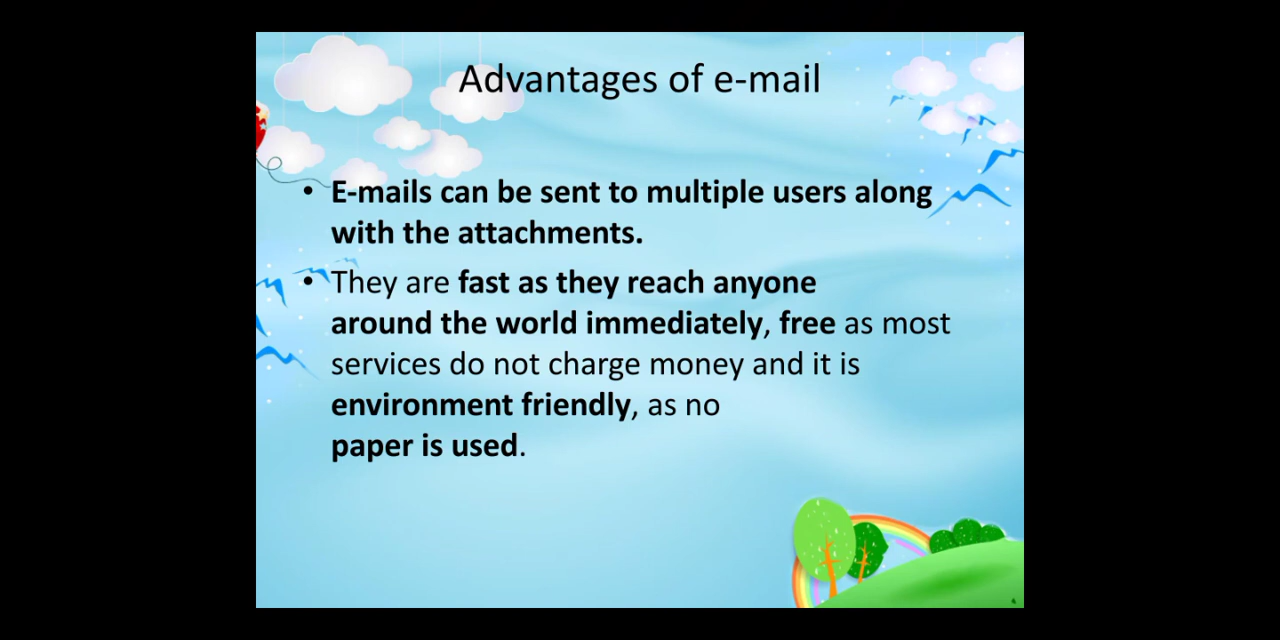 Advantages of e-mail
• E-mails can be sent to multiple users along
with the attachments.
• They are fast as they reach anyone
around the world immediately, free as most
services do not charge money and it is
environment friendly, as no
paper is used.